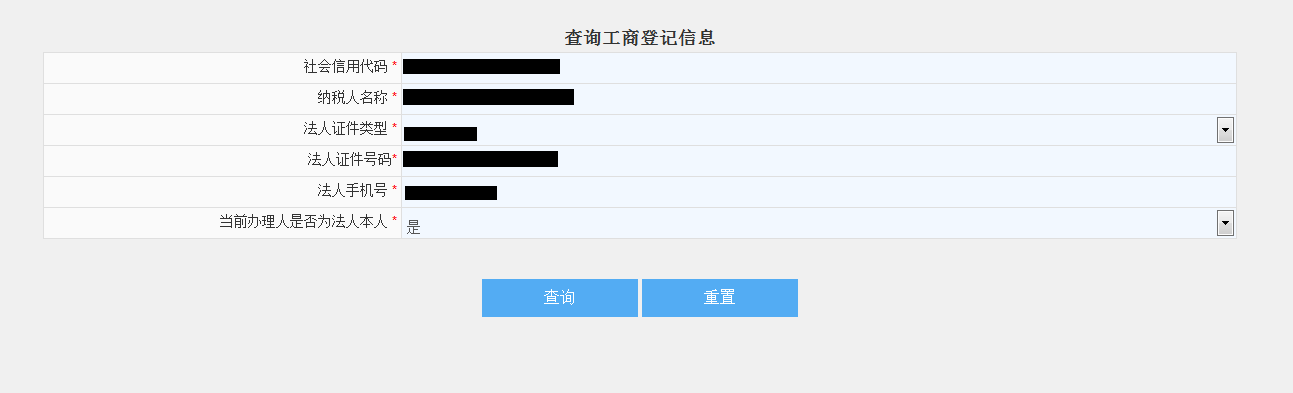 查询工商登记信息
社会信用代码 *
纳税人名称 *
法人证件类型 *
法人证件号码*
法人手机号 *
当前办理人是否为法人本人 * 是
查询 重置